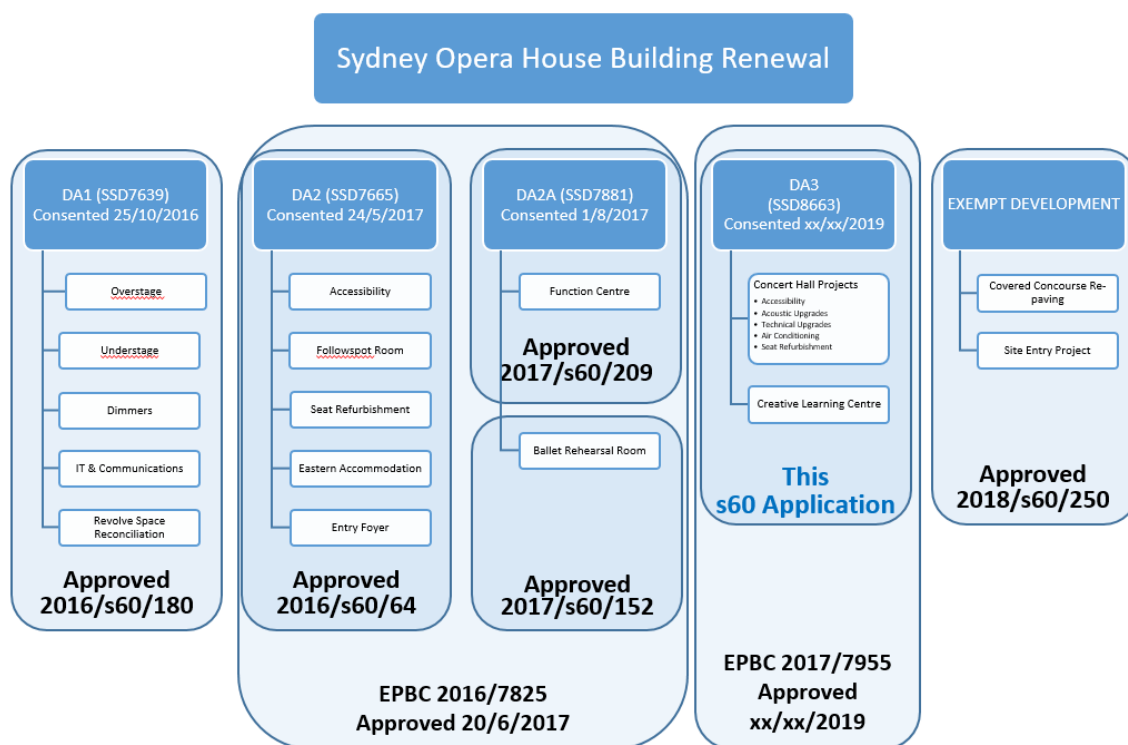 Sydney Opera House Building Renewal
DA1 (SSD7639)
Consented 25/10/2016
Overstage
Understage
Dimmers
IT & Communications
Revolve Space
Reconciliation
Approved
2016/s60/180
DA2 (SSD7665)
Consented 24/5/2017
Accessibility
Followspot Room
Seat Refurbishment
Eastern Accommodation
Entry Foyer
Approved
2016/s60/64
DA2A (SSD7881)
Consented 1/8/2017
Function Centre
Approved
2017/s60/209
Ballet Rehearsal Room
Approved
2017/s60/152
EPBC 2016/7825
Approved 20/6/2017
DA3
(SSD8663)
Consented xx/xx/2019
Concert Hall Projects
• Accessibility
• Acoustic Upgrades
• Technical Upgrades
• Air Conditioning
• Seat Refurbishment
Creative Learning Centre
This
s60 Application
EPBC 2017/7955
Approved
xx/xx/2019
EXEMPT DEVELOPMENT
Covered Concourse Re-
paving
Site Entry Project
Approved
2018/s60/250